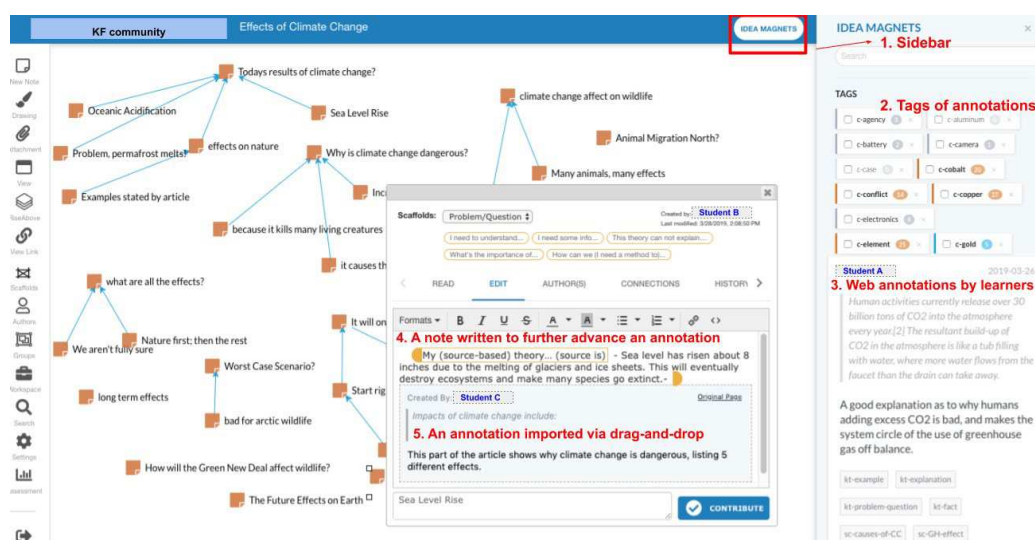 KF community
Effects of Climate Change
IDEA MAGNETS
IDEA MAGNETS
×
1. Sidebar
Search
TAGS
2. Tags of annotations
c-agency
c-aluminum
c-battery
c-camera
c-case
c-cobalt
c-conflict
c-copper
c-electronics
c-element
c-gold
Student A
2019-03-26
3. Web annotations by learners
Human activities currently release over 30
billion tons of CO2 into the atmosphere
every year.[2] The resultant build-up of
CO2 in the atmosphere is like a tub filling
with water, where more water flows from the
faucet than the drain can take away.
A good explanation as to why humans
adding excess CO2 is bad, and makes the
system circle of the use of greenhouse
gas off balance.
kt-example kt-explanation
kt-problem-question kt-fact
sc-causes-of-CC sc-GH-effect
New Note
Drawing
Attachment
View
RiseAbove
View Link
Scaffolds
Authors
Groups
Workspace
Search
Settings
Todays results of climate change?
Oceanic Acidification
Sea Level Rise
Problem, permafrost melts?
effects on nature
Examples stated by article
Why is climate change dangerous?
climate change affect on wildlife
Animal Migration North?
Many animals, many effects
because it kills many living creatures
it causes th
what are all the effects?
We aren't fully sure
Nature first; then the rest
It will on
Worst Case Scenario?
Start rig
long term effects
bad for arctic wildlife
How will the Green New Deal affect wildlife?
The Future Effects on Earth
Scaffolds:
Problem/Question
Created by: Student B
Last modified: 3/28/2019, 2:08:50 PM
I need to understand...
I need some info...
This theory can not explain...
What's the importance of...
How can we (I need a method to)...
READ
EDIT
AUTHOR(S)
CONNECTIONS
HISTORY
Formats
B I U S A A
4. A note written to further advance an annotation
My (source-based) theory... (source is) - Sea level has risen about 8
inches due to the melting of glaciers and ice sheets. This will eventually
destroy ecosystems and make many species go extinct.-
Created By: Student C
Original Page
Impacts of climate change include:
5. An annotation imported via drag-and-drop
This part of the article shows why climate change is dangerous, listing 5
different effects.
Sea Level Rise
CONTRIBUTE